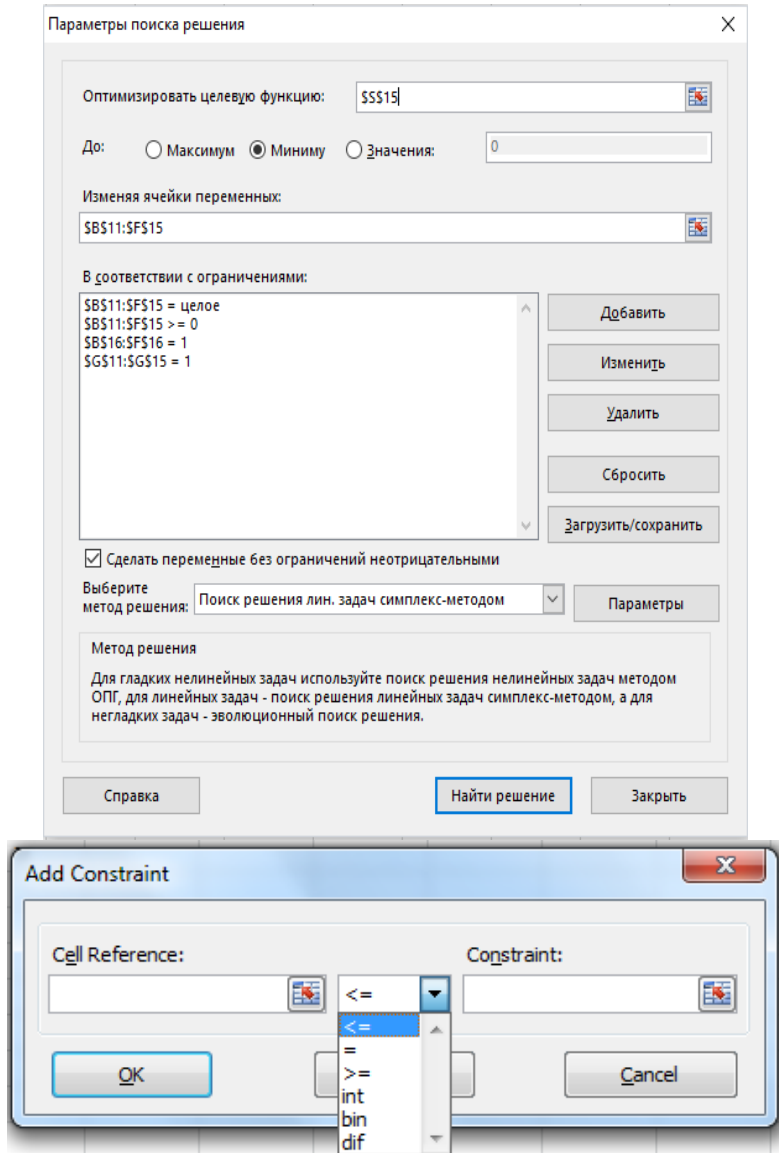 Параметры поиска решения
Оптимизировать целевую функцию: $S$15
До: Максимум Миниму Значения: 0
Изменяя ячейки переменных:
$B$11:$F$15
В соответствии с ограничениями:
$B$11:$F$15 = целое
$B$11:$F$15 >= 0
$B$16:$F$16 = 1
$G$11:$G$15 = 1
Добавить
Изменить
Удалить
Сбросить
Загрузить/сохранить
Сделать переменные без ограничений неотрицательными
Выберите
метод решения: Поиск решения лин. задач симплекс-методом
Параметры
Метод решения
Для гладких нелинейных задач используйте поиск решения нелинейных задач методом
ОПГ, для линейных задач - поиск решения линейных задач симплекс-методом, а для
негладких задач - эволюционный поиск решения.
Справка Найти решение Закрыть
Add Constraint
Cell Reference: Constraint:
<=
<=
=
>=
int
bin
dif
OK Cancel